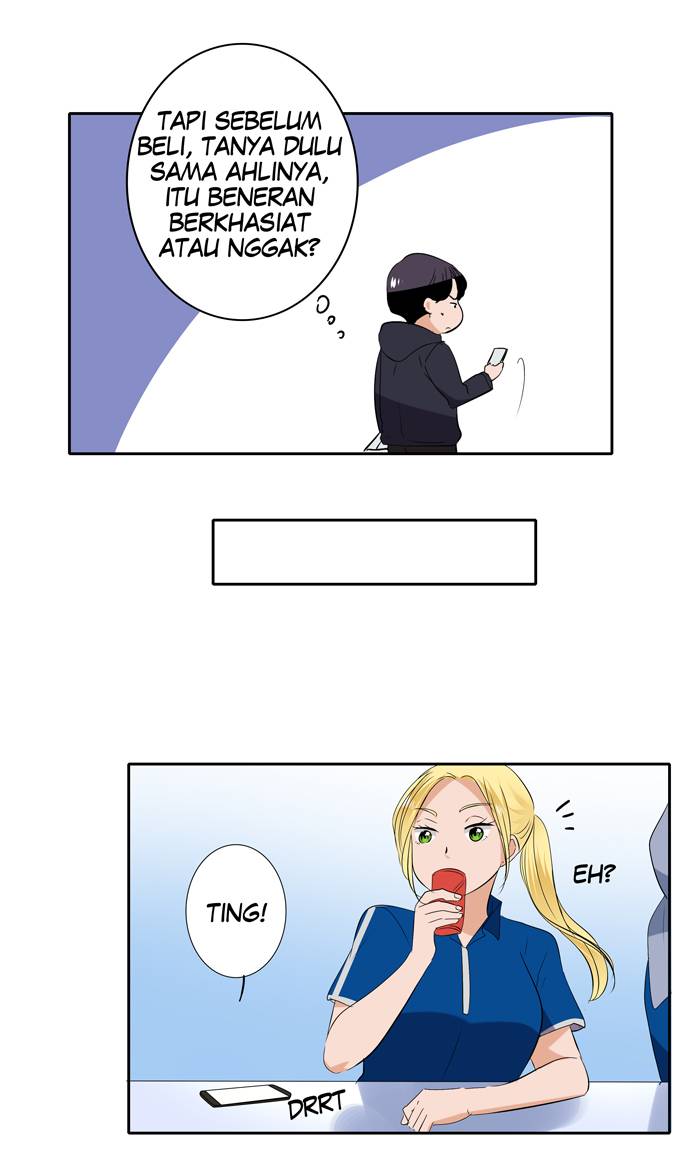 TAPI SEBELUM
BELI, TANYA DULU
SAMA AHLINYA,
ITU BENERAN
BERKHASIAT
ATAU NGGAK?
EH?
TING!
DRRT